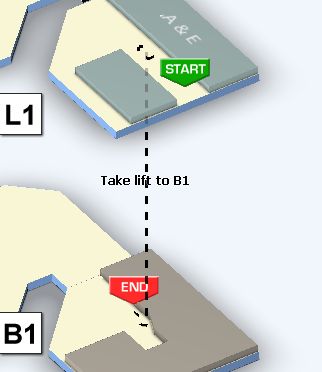 A & E
START
L1
Take lift to B1
END
B1